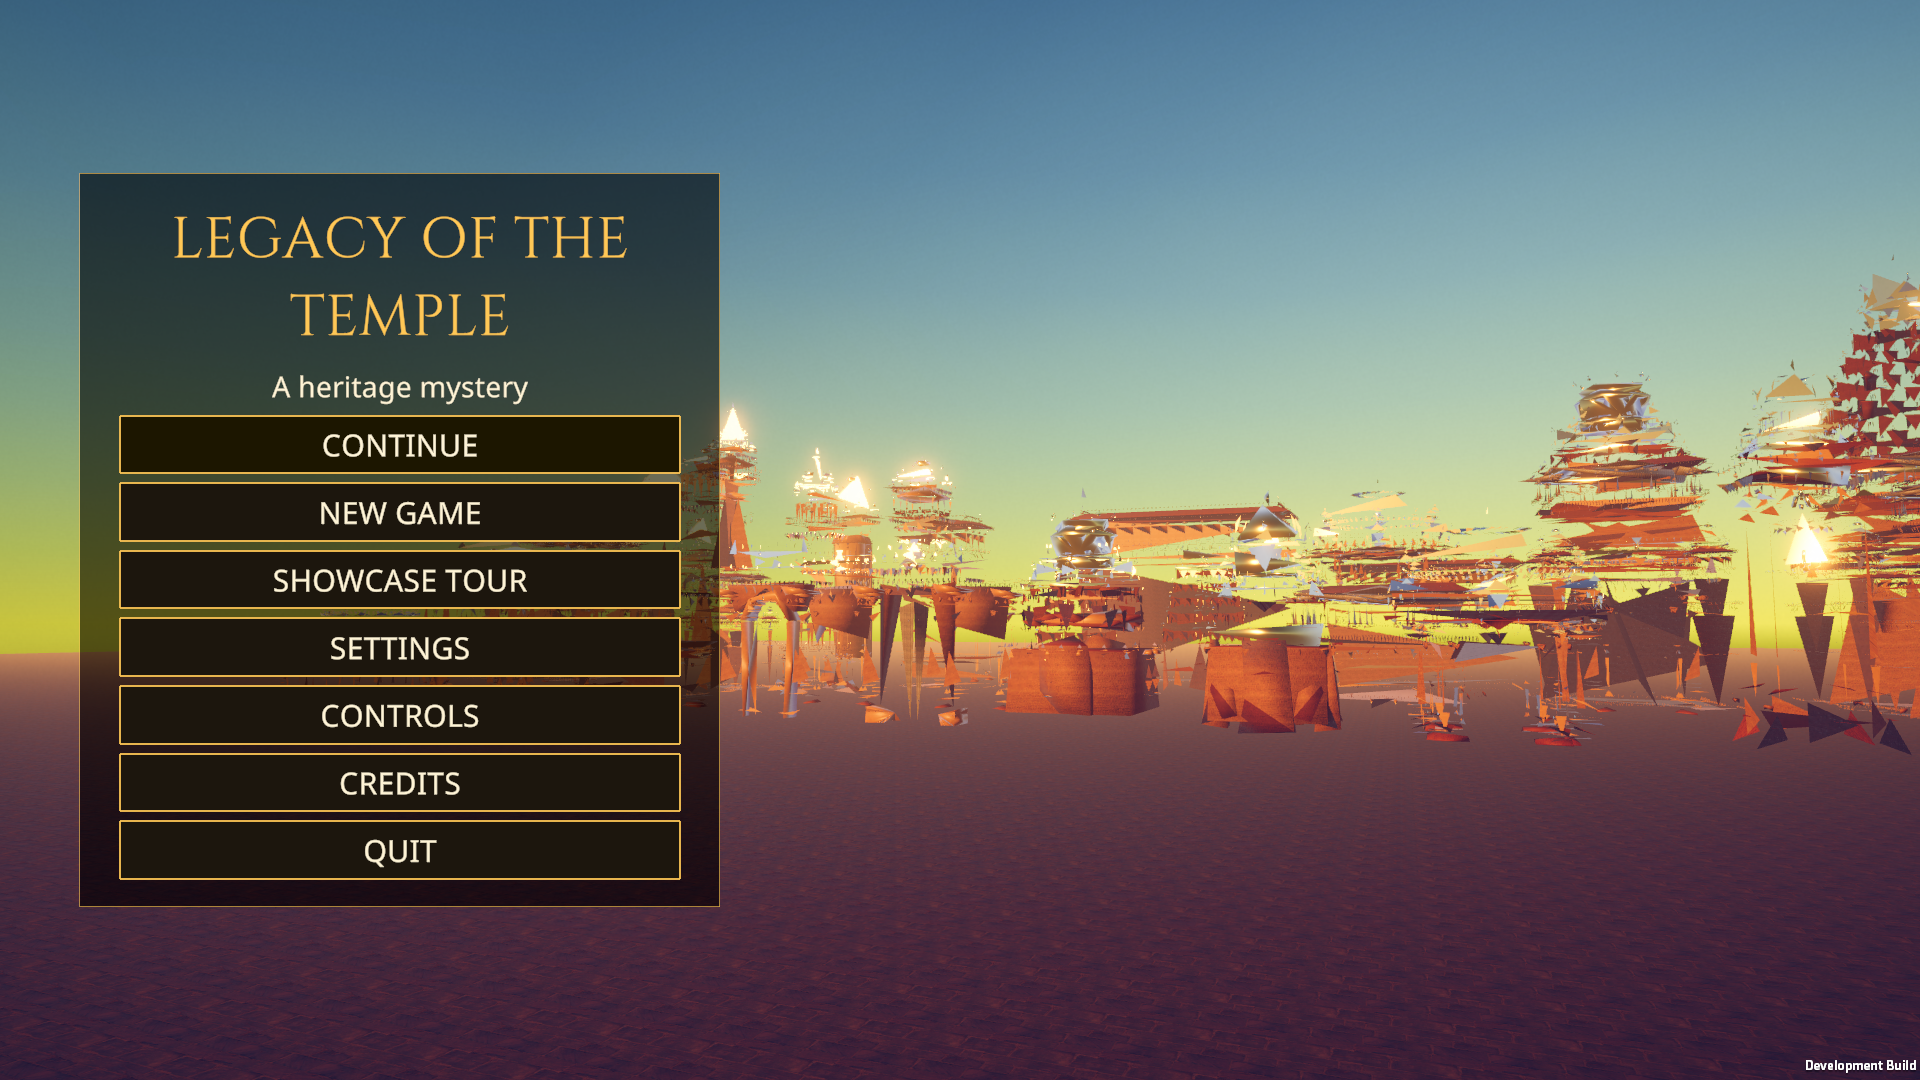 LEGACY OF THE
TEMPLE
A heritage mystery
CONTINUE
NEW GAME
SHOWCASE TOUR
SETTINGS
CONTROLS
CREDITS
QUIT
Development Build